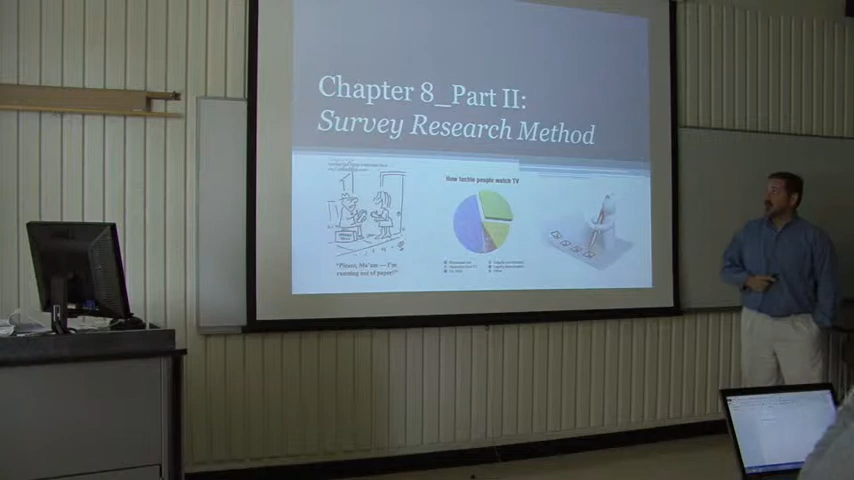 Chapter 8_Part II:
Survey Research Method
How techie people watch TV
"Please, Ma'am — I'm
running out of paper!"